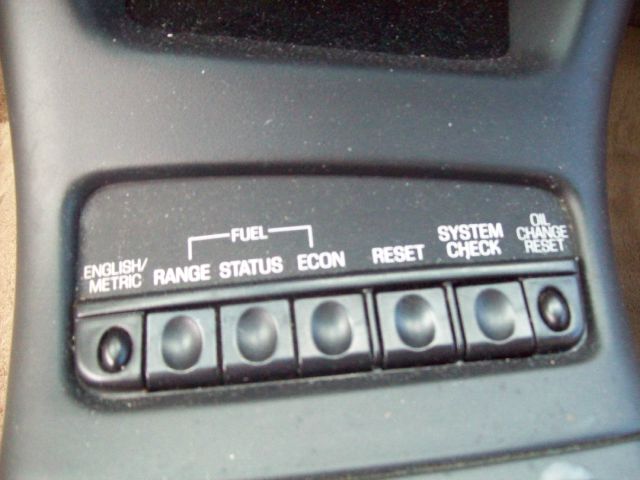 ENGLISH/
METRIC
FUEL
RANGE STATUS ECON
RESET
SYSTEM
CHECK
OIL
CHANGE
RESET